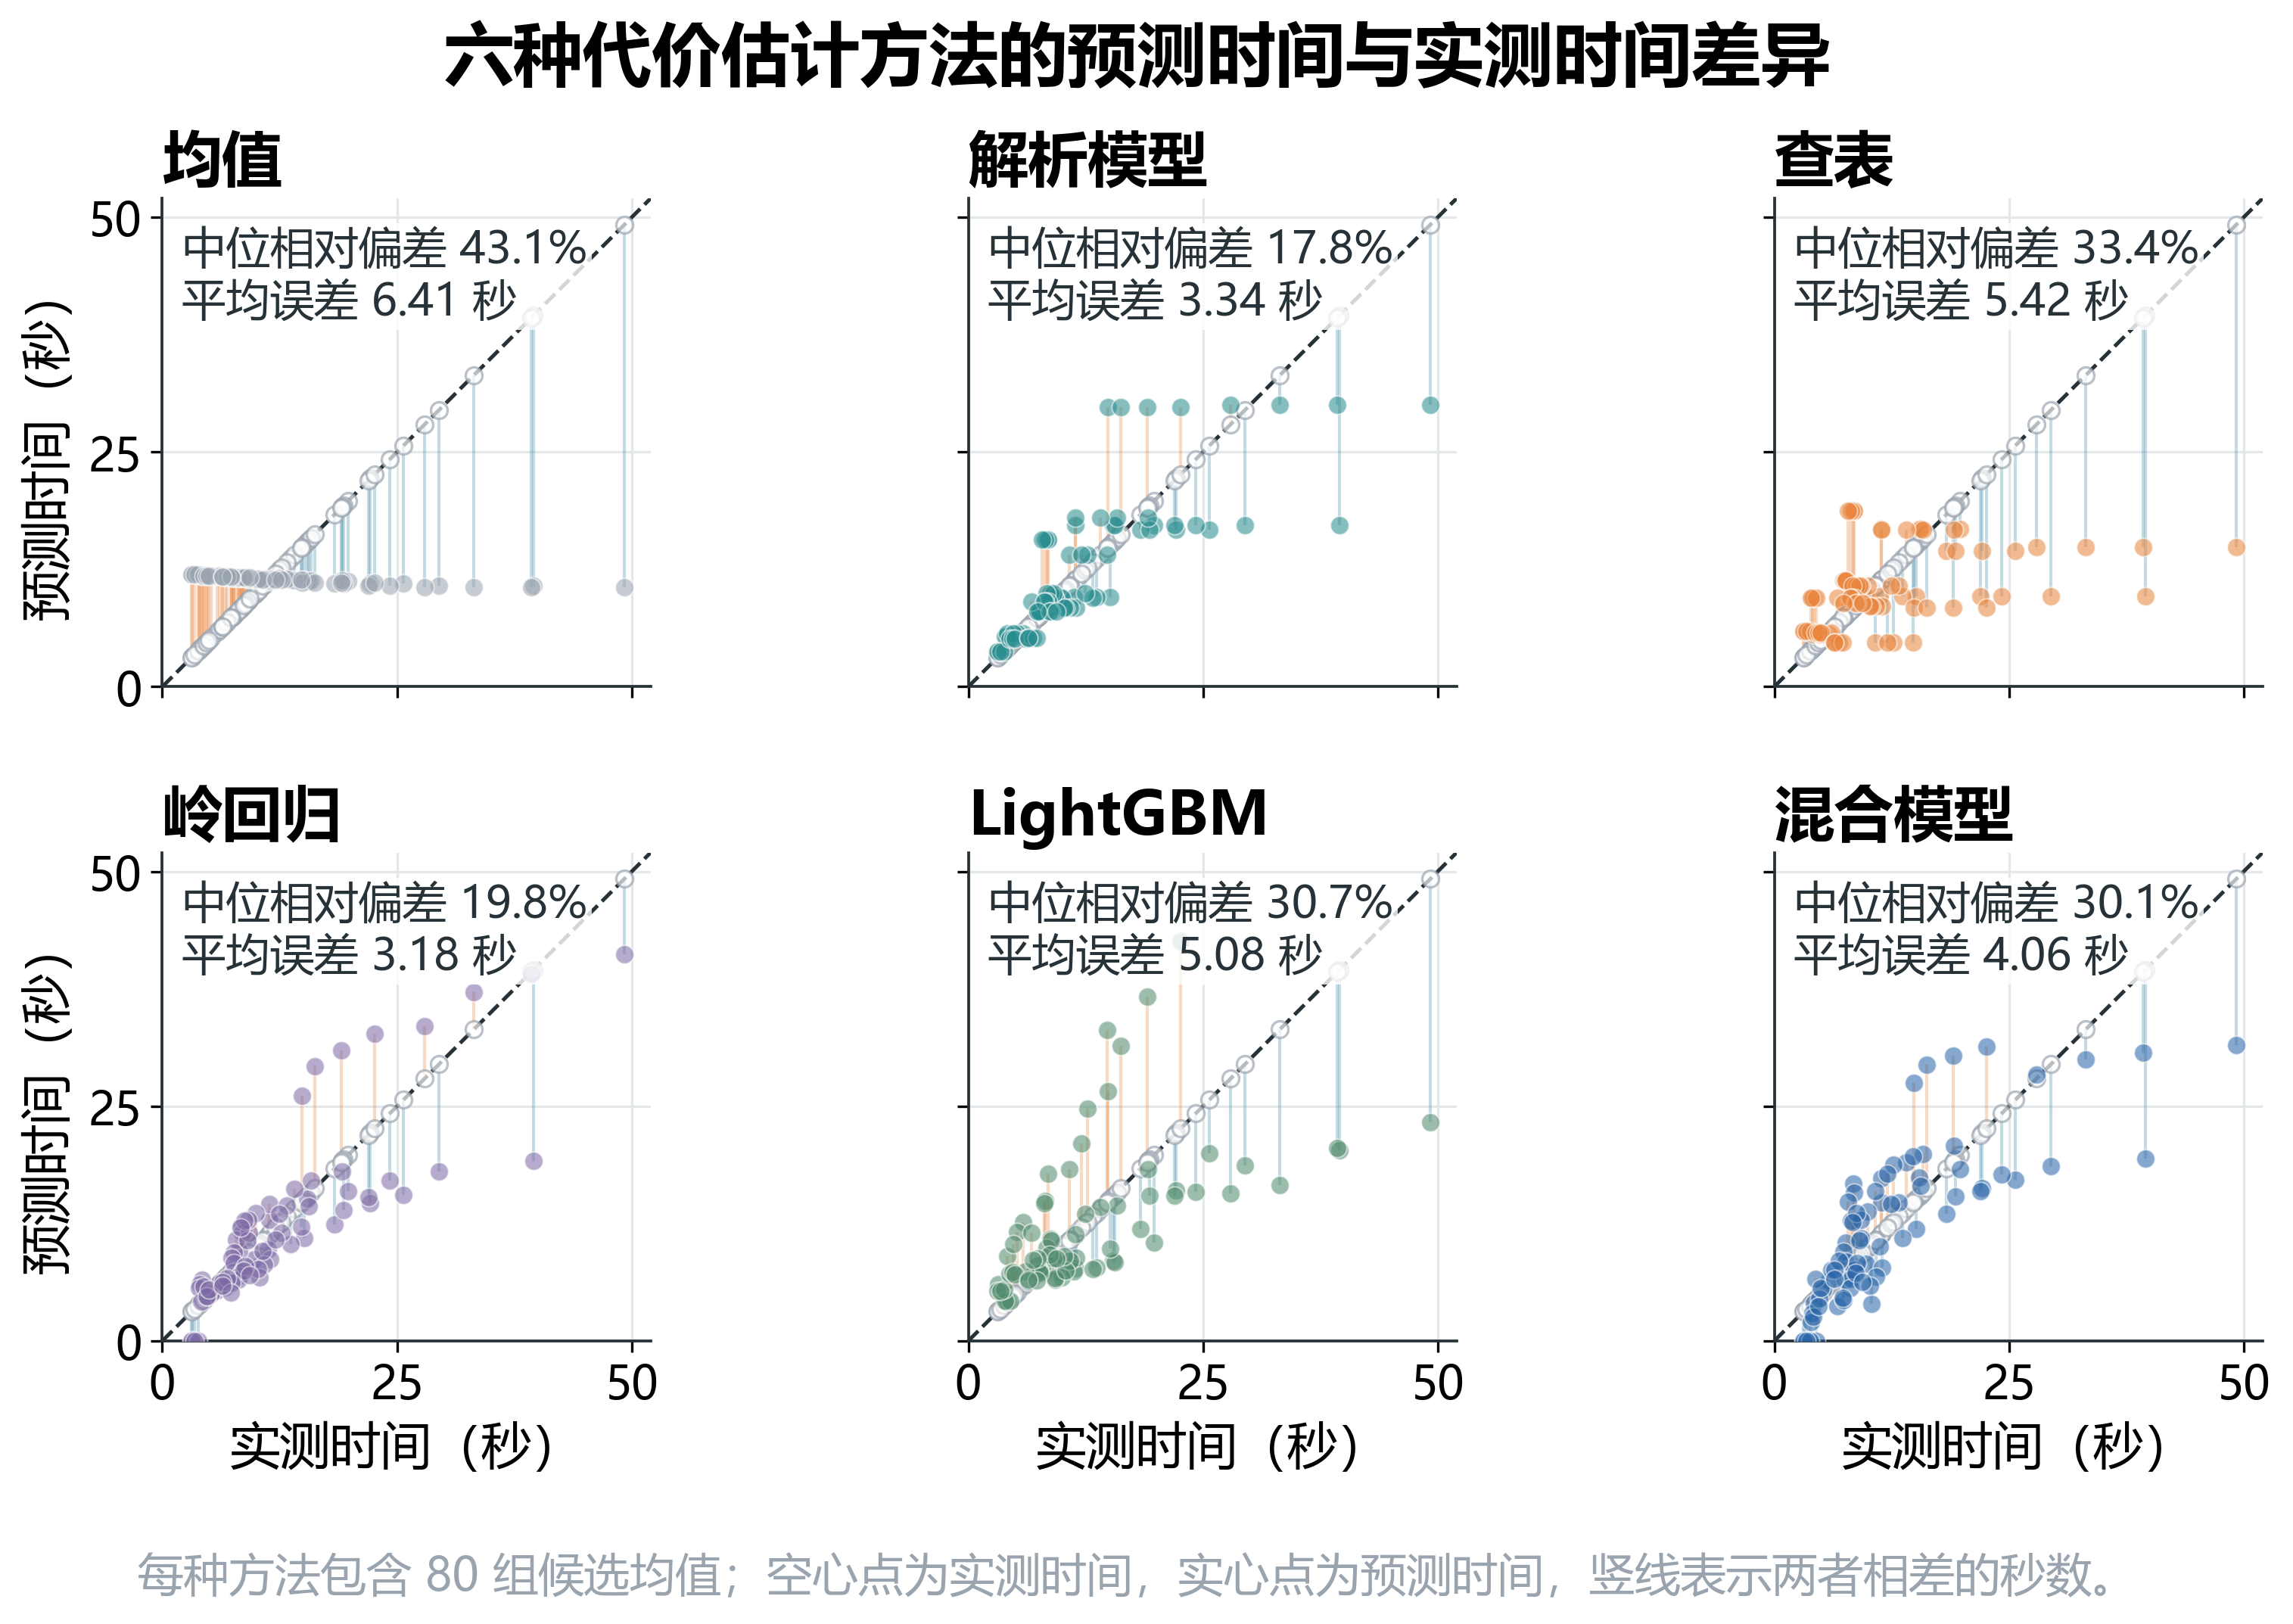 六种代价估计方法的预测时间与实测时间差异
均值
解析模型
查表
50
中位相对偏差 43.1%
平均误差 6.41 秒
中位相对偏差 17.8%
平均误差 3.34 秒
中位相对偏差 33.4%
平均误差 5.42 秒
预测时间（秒）
25
0
岭回归
LightGBM
混合模型
50
中位相对偏差 19.8%
平均误差 3.18 秒
中位相对偏差 30.7%
平均误差 5.08 秒
中位相对偏差 30.1%
平均误差 4.06 秒
预测时间（秒）
25
0
0 25 50
0 25 50
0 25 50
实测时间（秒）
实测时间（秒）
实测时间（秒）
每种方法包含 80 组候选均值；空心点为实测时间，实心点为预测时间，竖线表示两者相差的秒数。